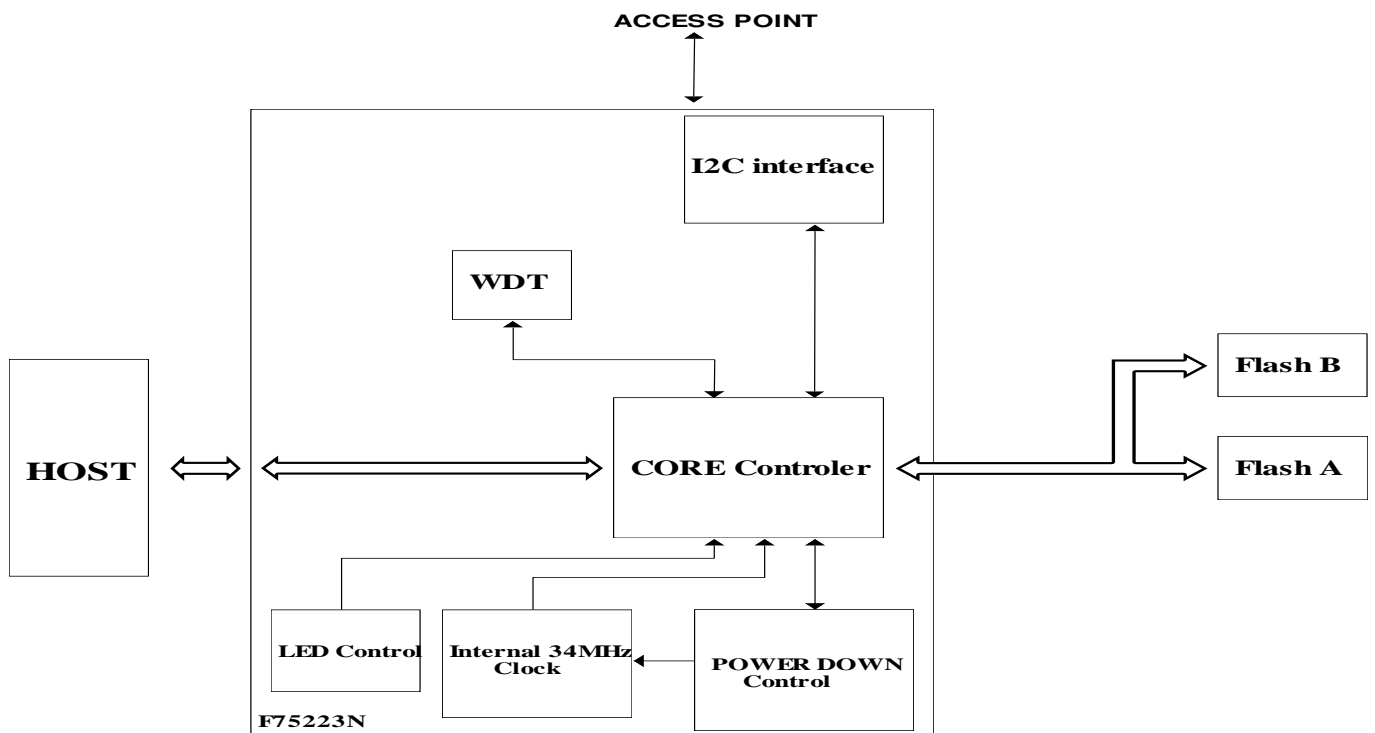 ACCESS POINT
I2C interface
WDT
HOST
CORE Controler
Flash B
Flash A
LED Control
Internal 34MHz
Clock
POWER DOWN
Control
F75223N